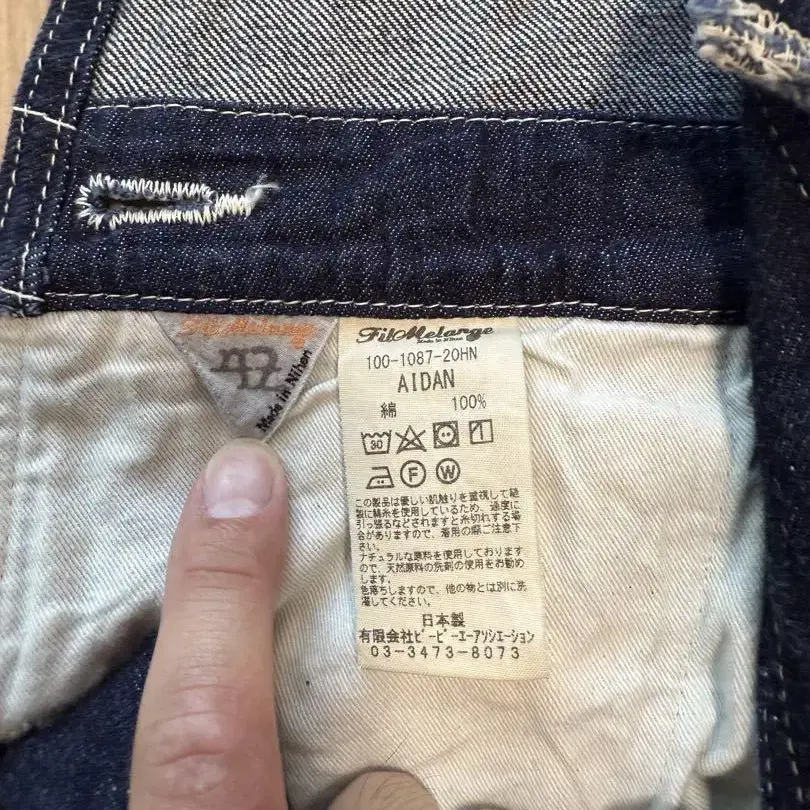 Fil Melange
42
Made in Nihon
Fil Melange
Made in Nihon
100-1087-20HN
AIDAN
綿 100%
30
F W
この製品は優しい肌触りを重視して縫
製に綿糸を使用しているため、過度に
引っ張るなどされますと糸切れする場
合がありますので、着用の際ご注意下
さい。
ナチュラルな原料を使用しております
ので、天然原料の洗剤の使用をお勧め
します。
色落ちしますので、他の物とは別に洗
濯してください。
日本製
有限会社ビーピーエーアソシエーション
03-3473-8073